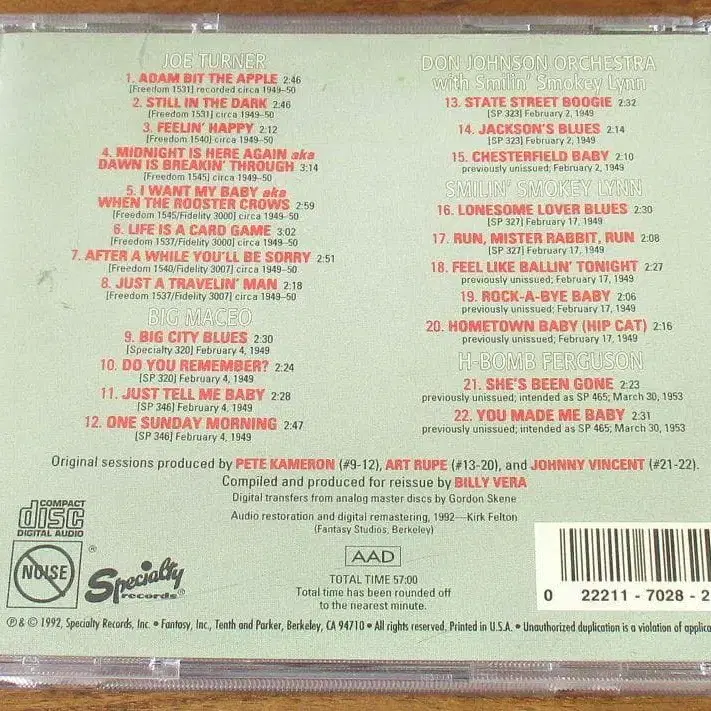 JOE TURNER
1. ADAM BIT THE APPLE 2:46
[Freedom 1531] recorded circa 1949–50
2. STILL IN THE DARK 2:46
[Freedom 1531] circa 1949–50
3. FEELIN' HAPPY 2:12
[Freedom 1540] circa 1949–50
4. MIDNIGHT IS HERE AGAIN aka
DAWN IS BREAKIN' THROUGH 3:14
[Freedom 1545] circa 1949–50
5. I WANT MY BABY aka
WHEN THE ROOSTER CROWS 2:59
[Freedom 1545/Fidelity 3000] circa 1949–50
6. LIFE IS A CARD GAME 3:02
[Freedom 1537/Fidelity 3000] circa 1949–50
7. AFTER A WHILE YOU'LL BE SORRY 2:51
[Freedom 1540/Fidelity 3007] circa 1949–50
8. JUST A TRAVELIN' MAN 2:18
[Freedom 1537/Fidelity 3007] circa 1949–50
BIG MACEO
9. BIG CITY BLUES 2:30
[Specialty 320] February 4, 1949
10. DO YOU REMEMBER? 2:24
[SP 320] February 4, 1949
11. JUST TELL ME BABY 2:28
[SP 346] February 4, 1949
12. ONE SUNDAY MORNING 2:47
[SP 346] February 4, 1949
DON JOHNSON ORCHESTRA
with Smilin' Smokey Lynn
13. STATE STREET BOOGIE 2:32
[SP 323] February 2, 1949
14. JACKSON'S BLUES 2:14
[SP 323] February 2, 1949
15. CHESTERFIELD BABY 2:10
previously unissued; February 2, 1949
SMILIN' SMOKEY LYNN
16. LONESOME LOVER BLUES 2:30
[SP 327] February 17, 1949
17. RUN, MISTER RABBIT, RUN 2:08
[SP 327] February 17, 1949
18. FEEL LIKE BALLIN' TONIGHT 2:27
previously unissued; February 17, 1949
19. ROCK-A-BYE BABY 2:06
previously unissued; February 17, 1949
20. HOMETOWN BABY (HIP CAT) 2:16
previously unissued; February 17, 1949
H-BOMB FERGUSON
21. SHE'S BEEN GONE 2:23
previously unissued; intended as SP 465; March 30, 1953
22. YOU MADE ME BABY 2:31
previously unissued; intended as SP 465; March 30, 1953
Original sessions produced by PETE KAMERON (#9-12), ART RUPE (#13-20), and JOHNNY VINCENT (#21-22).
Compiled and produced for reissue by BILLY VERA
Digital transfers from analog master discs by Gordon Skene
Audio restoration and digital remastering, 1992—Kirk Felton
(Fantasy Studios, Berkeley)
COMPACT
disc
DIGITAL AUDIO
NOISE ®
Specialty
records®
AAD
TOTAL TIME 57:00
Total time has been rounded off
to the nearest minute.
0 22211 - 7028 - 2
℗ & © 1992, Specialty Records, Inc. • Fantasy, Inc., Tenth and Parker, Berkeley, CA 94710 • All rights reserved. Printed in U.S.A. • Unauthorized duplication is a violation of applica